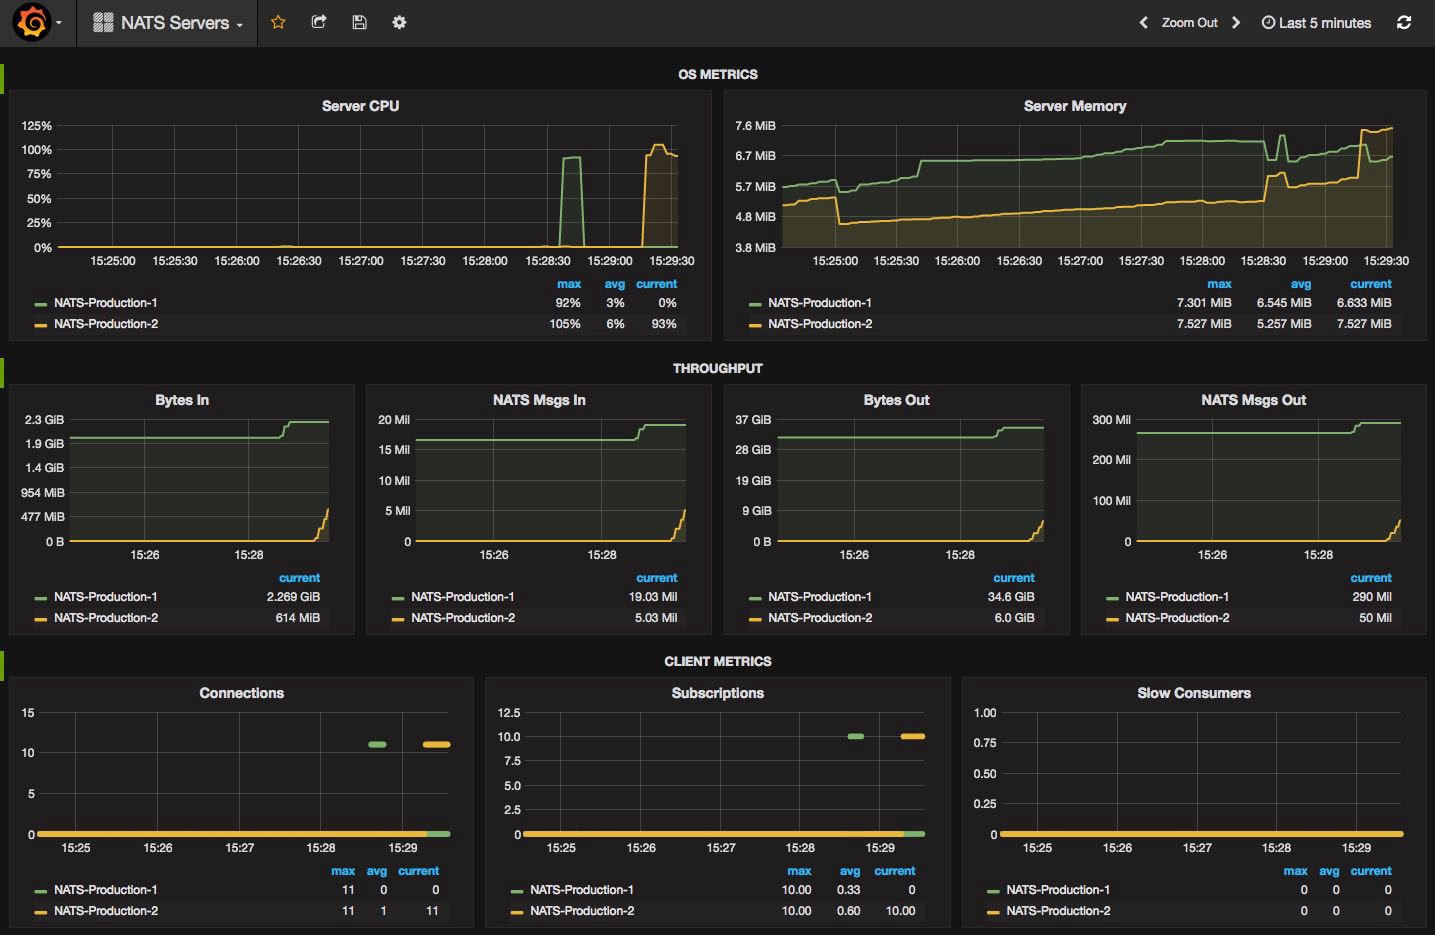 NATS Servers
Zoom Out
Last 5 minutes
OS METRICS
Server CPU
125%
100%
75%
50%
25%
0%
15:25:00 15:25:30 15:26:00 15:26:30 15:27:00 15:27:30 15:28:00 15:28:30 15:29:00 15:29:30
max avg current
NATS-Production-1 92% 3% 0%
NATS-Production-2 105% 6% 93%
Server Memory
7.6 MiB
6.7 MiB
5.7 MiB
4.8 MiB
3.8 MiB
15:25:00 15:25:30 15:26:00 15:26:30 15:27:00 15:27:30 15:28:00 15:28:30 15:29:00 15:29:30
max avg current
NATS-Production-1 7.301 MiB 6.545 MiB 6.633 MiB
NATS-Production-2 7.527 MiB 5.257 MiB 7.527 MiB
THROUGHPUT
Bytes In
2.3 GiB
1.9 GiB
1.4 GiB
954 MiB
477 MiB
0 B
15:26 15:28
current
NATS-Production-1 2.269 GiB
NATS-Production-2 614 MiB
NATS Msgs In
20 Mil
15 Mil
10 Mil
5 Mil
0
15:26 15:28
current
NATS-Production-1 19.03 Mil
NATS-Production-2 5.03 Mil
Bytes Out
37 GiB
28 GiB
19 GiB
9 GiB
0 B
15:26 15:28
current
NATS-Production-1 34.6 GiB
NATS-Production-2 6.0 GiB
NATS Msgs Out
300 Mil
200 Mil
100 Mil
0
15:26 15:28
current
NATS-Production-1 290 Mil
NATS-Production-2 50 Mil
CLIENT METRICS
Connections
15
10
5
0
15:25 15:26 15:27 15:28 15:29
max avg current
NATS-Production-1 11 0 0
NATS-Production-2 11 1 11
Subscriptions
12.5
10.0
7.5
5.0
2.5
0
15:25 15:26 15:27 15:28 15:29
max avg current
NATS-Production-1 10.00 0.33 0
NATS-Production-2 10.00 0.60 10.00
Slow Consumers
1.00
0.75
0.50
0.25
0
15:25 15:26 15:27 15:28 15:29
max avg current
NATS-Production-1 0 0 0
NATS-Production-2 0 0 0